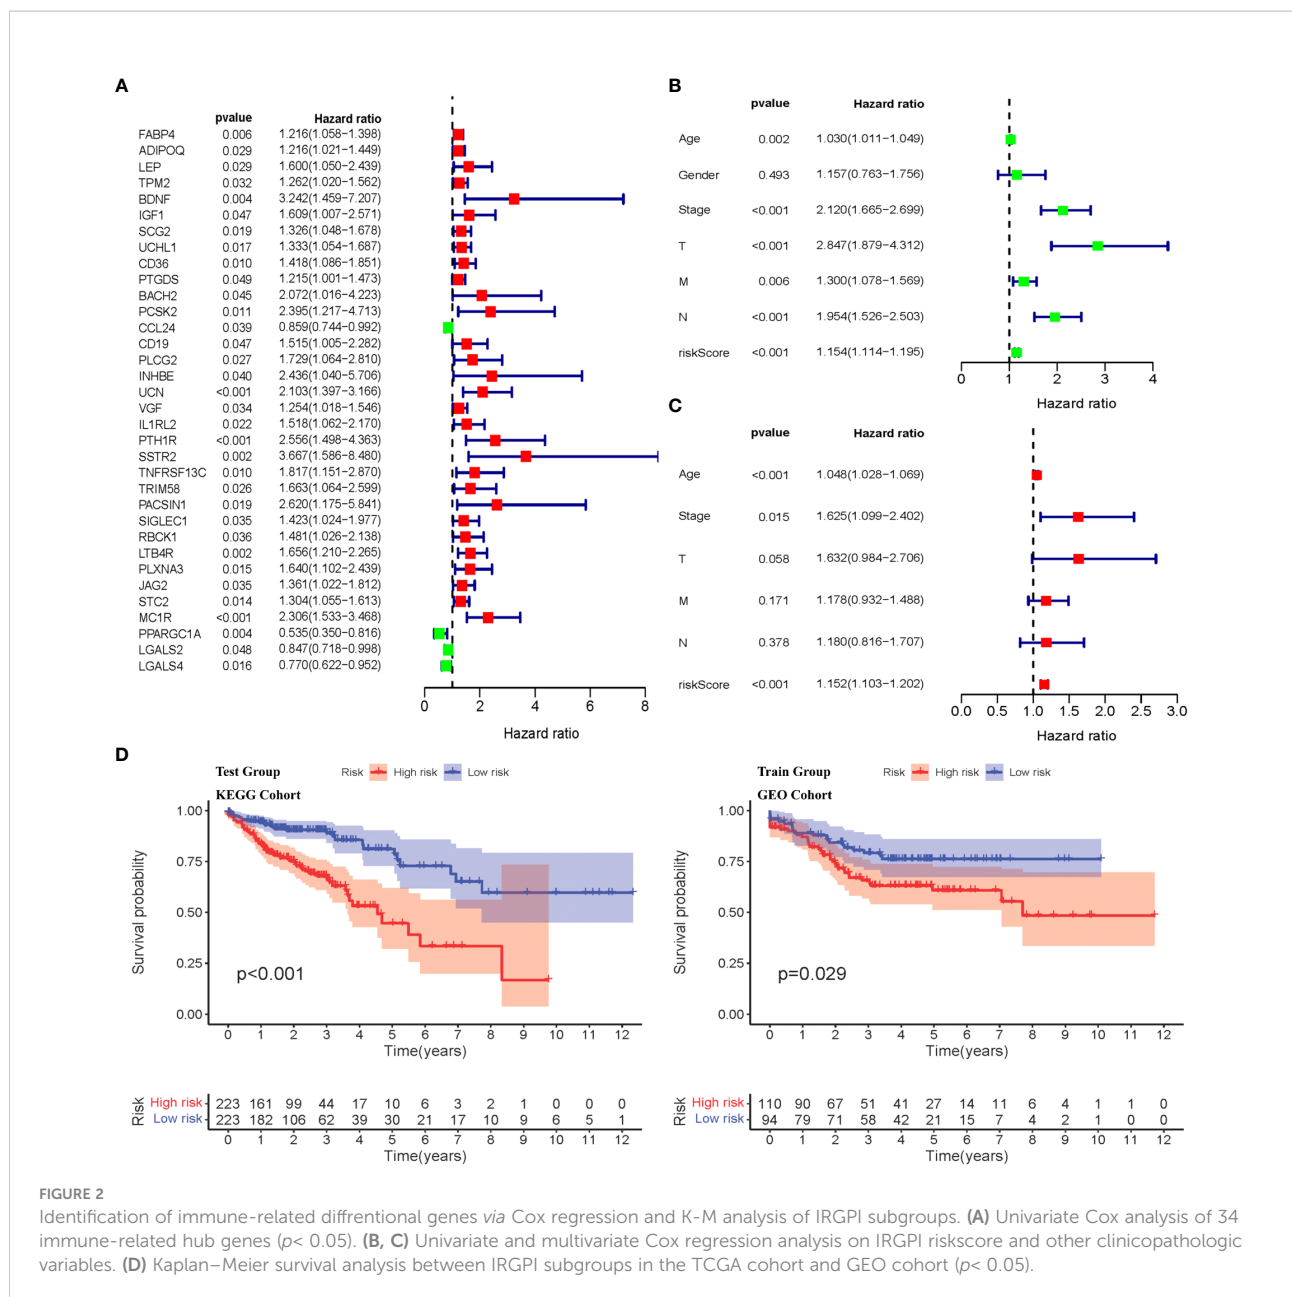 A
pvalue Hazard ratio
FABP4 0.006 1.216(1.058−1.398)
ADIPOQ 0.029 1.216(1.021−1.449)
LEP 0.029 1.600(1.050−2.439)
TPM2 0.032 1.262(1.020−1.562)
BDNF 0.004 3.242(1.459−7.207)
IGF1 0.047 1.609(1.007−2.571)
SCG2 0.019 1.326(1.048−1.678)
UCHL1 0.017 1.333(1.054−1.687)
CD36 0.010 1.418(1.086−1.851)
PTGDS 0.049 1.215(1.001−1.473)
BACH2 0.045 2.072(1.016−4.223)
PCSK2 0.011 2.395(1.217−4.713)
CCL24 0.039 0.859(0.744−0.992)
CD19 0.047 1.515(1.005−2.282)
PLCG2 0.027 1.729(1.064−2.810)
INHBE 0.040 2.436(1.040−5.706)
UCN <0.001 2.103(1.397−3.166)
VGF 0.034 1.254(1.018−1.546)
IL1RL2 0.022 1.518(1.062−2.170)
PTH1R <0.001 2.556(1.498−4.363)
SSTR2 0.002 3.667(1.586−8.480)
TNFRSF13C 0.010 1.817(1.151−2.870)
TRIM58 0.026 1.663(1.064−2.599)
PACSIN1 0.019 2.620(1.175−5.841)
SIGLEC1 0.035 1.423(1.024−1.977)
RBCK1 0.036 1.481(1.026−2.138)
LTB4R 0.002 1.656(1.210−2.265)
PLXNA3 0.015 1.640(1.102−2.439)
JAG2 0.035 1.361(1.022−1.812)
STC2 0.014 1.304(1.055−1.613)
MC1R <0.001 2.306(1.533−3.468)
PPARGC1A 0.004 0.535(0.350−0.816)
LGALS2 0.048 0.847(0.718−0.998)
LGALS4 0.016 0.770(0.622−0.952)
0 2 4 6 8
Hazard ratio
B
pvalue Hazard ratio
Age 0.002 1.030(1.011−1.049)
Gender 0.493 1.157(0.763−1.756)
Stage <0.001 2.120(1.665−2.699)
T <0.001 2.847(1.879−4.312)
M 0.006 1.300(1.078−1.569)
N <0.001 1.954(1.526−2.503)
riskScore <0.001 1.154(1.114−1.195)
0 1 2 3 4
Hazard ratio
C
pvalue Hazard ratio
Age <0.001 1.048(1.028−1.069)
Stage 0.015 1.625(1.099−2.402)
T 0.058 1.632(0.984−2.706)
M 0.171 1.178(0.932−1.488)
N 0.378 1.180(0.816−1.707)
riskScore <0.001 1.152(1.103−1.202)
0.0 0.5 1.0 1.5 2.0 2.5 3.0
Hazard ratio
D
Test Group
KEGG Cohort
Risk High risk Low risk
Survival probability
1.00
0.75
0.50
0.25
0.00
p<0.001
0 1 2 3 4 5 6 7 8 9 10 11 12
Time(years)
Risk
High risk 223 161 99 44 17 10 6 3 2 1 0 0 0
Low risk 223 182 106 62 39 30 21 17 10 9 6 5 1
0 1 2 3 4 5 6 7 8 9 10 11 12
Time(years)
Train Group
GEO Cohort
Risk High risk Low risk
Survival probability
1.00
0.75
0.50
0.25
0.00
p=0.029
0 1 2 3 4 5 6 7 8 9 10 11 12
Time(years)
Risk
High risk 110 90 67 51 41 27 14 11 6 4 1 1 0
Low risk 94 79 71 58 42 21 15 7 4 2 1 0 0
0 1 2 3 4 5 6 7 8 9 10 11 12
Time(years)
FIGURE 2
Identification of immune-related diffrentional genes via Cox regression and K-M analysis of IRGPI subgroups. (A) Univariate Cox analysis of 34
immune-related hub genes (p< 0.05). (B, C) Univariate and multivariate Cox regression analysis on IRGPI riskscore and other clinicopathologic
variables. (D) Kaplan–Meier survival analysis between IRGPI subgroups in the TCGA cohort and GEO cohort (p< 0.05).